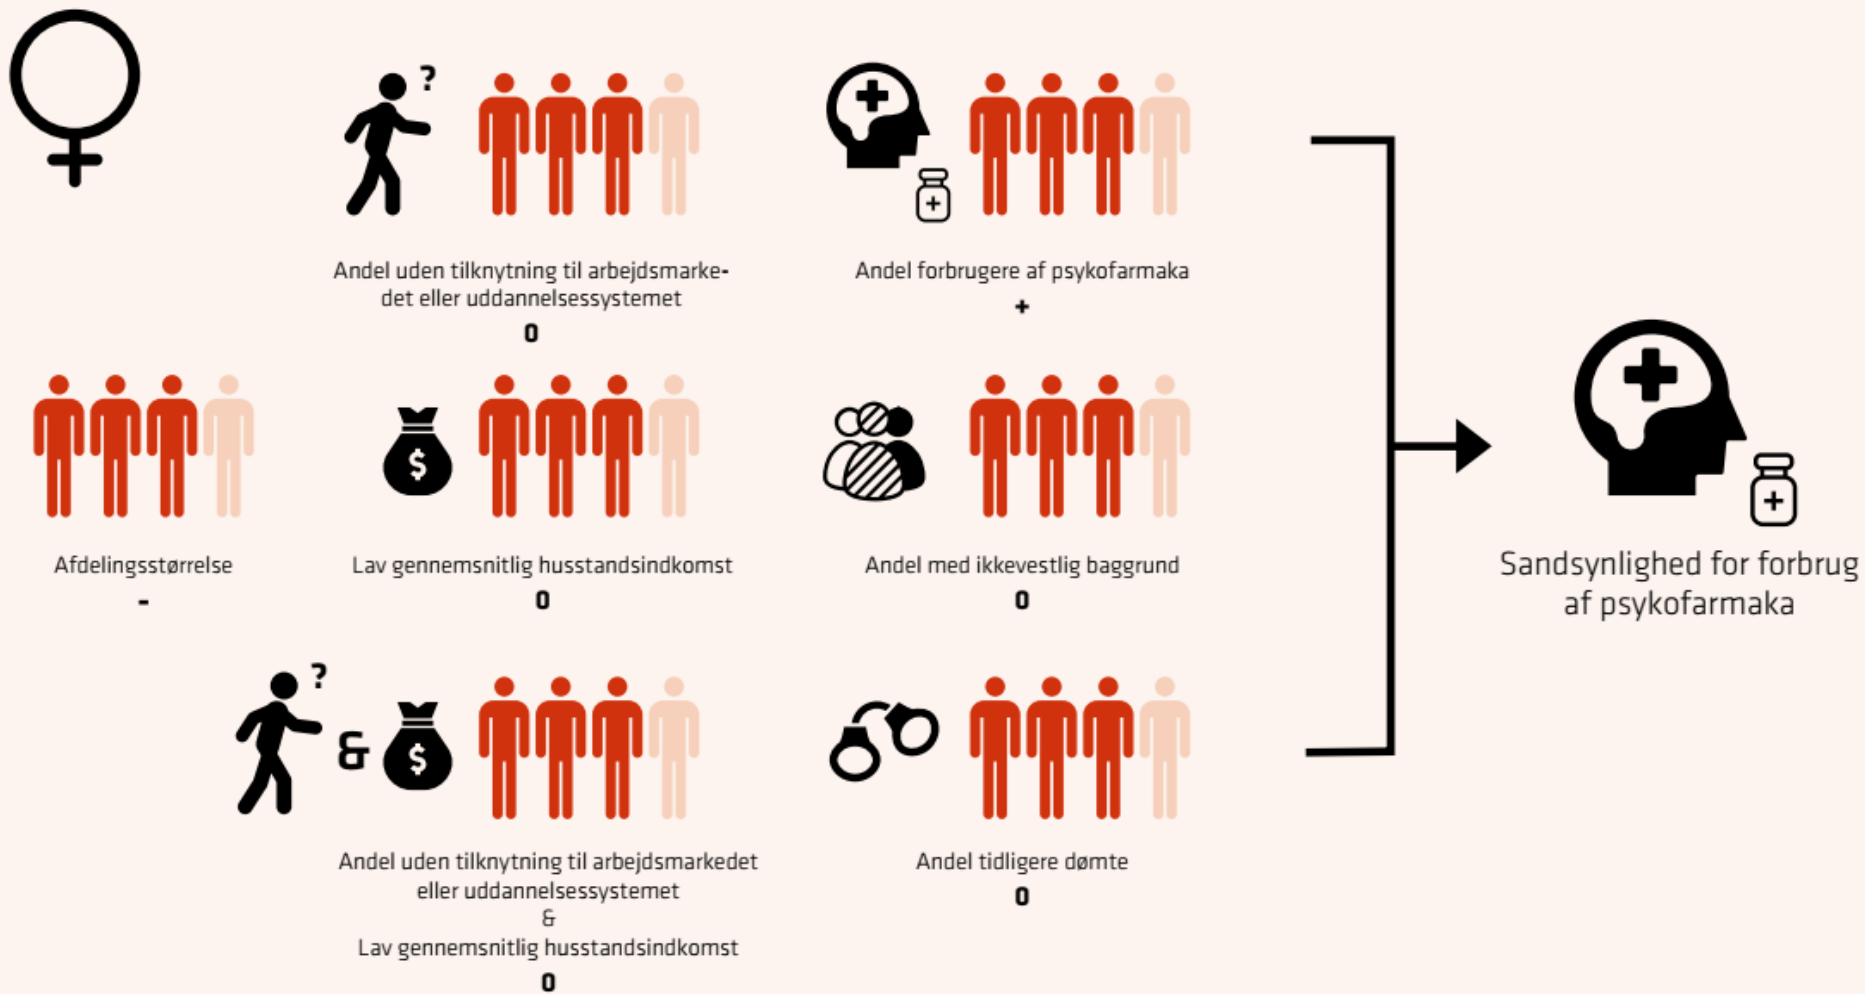 ?
Andel uden tilknytning til arbejdsmarke-
det eller uddannelsessystemet
0
+
+
Andel forbrugere af psykofarmaka
+
Afdelingsstørrelse
-
$
Lav gennemsnitlig husstandsindkomst
0
Andel med ikkevestlig baggrund
0
?
&
$
Andel uden tilknytning til arbejdsmarkedet
eller uddannelsessystemet
&
Lav gennemsnitlig husstandsindkomst
0
Andel tidligere dømte
0
+
+
Sandsynlighed for forbrug
af psykofarmaka